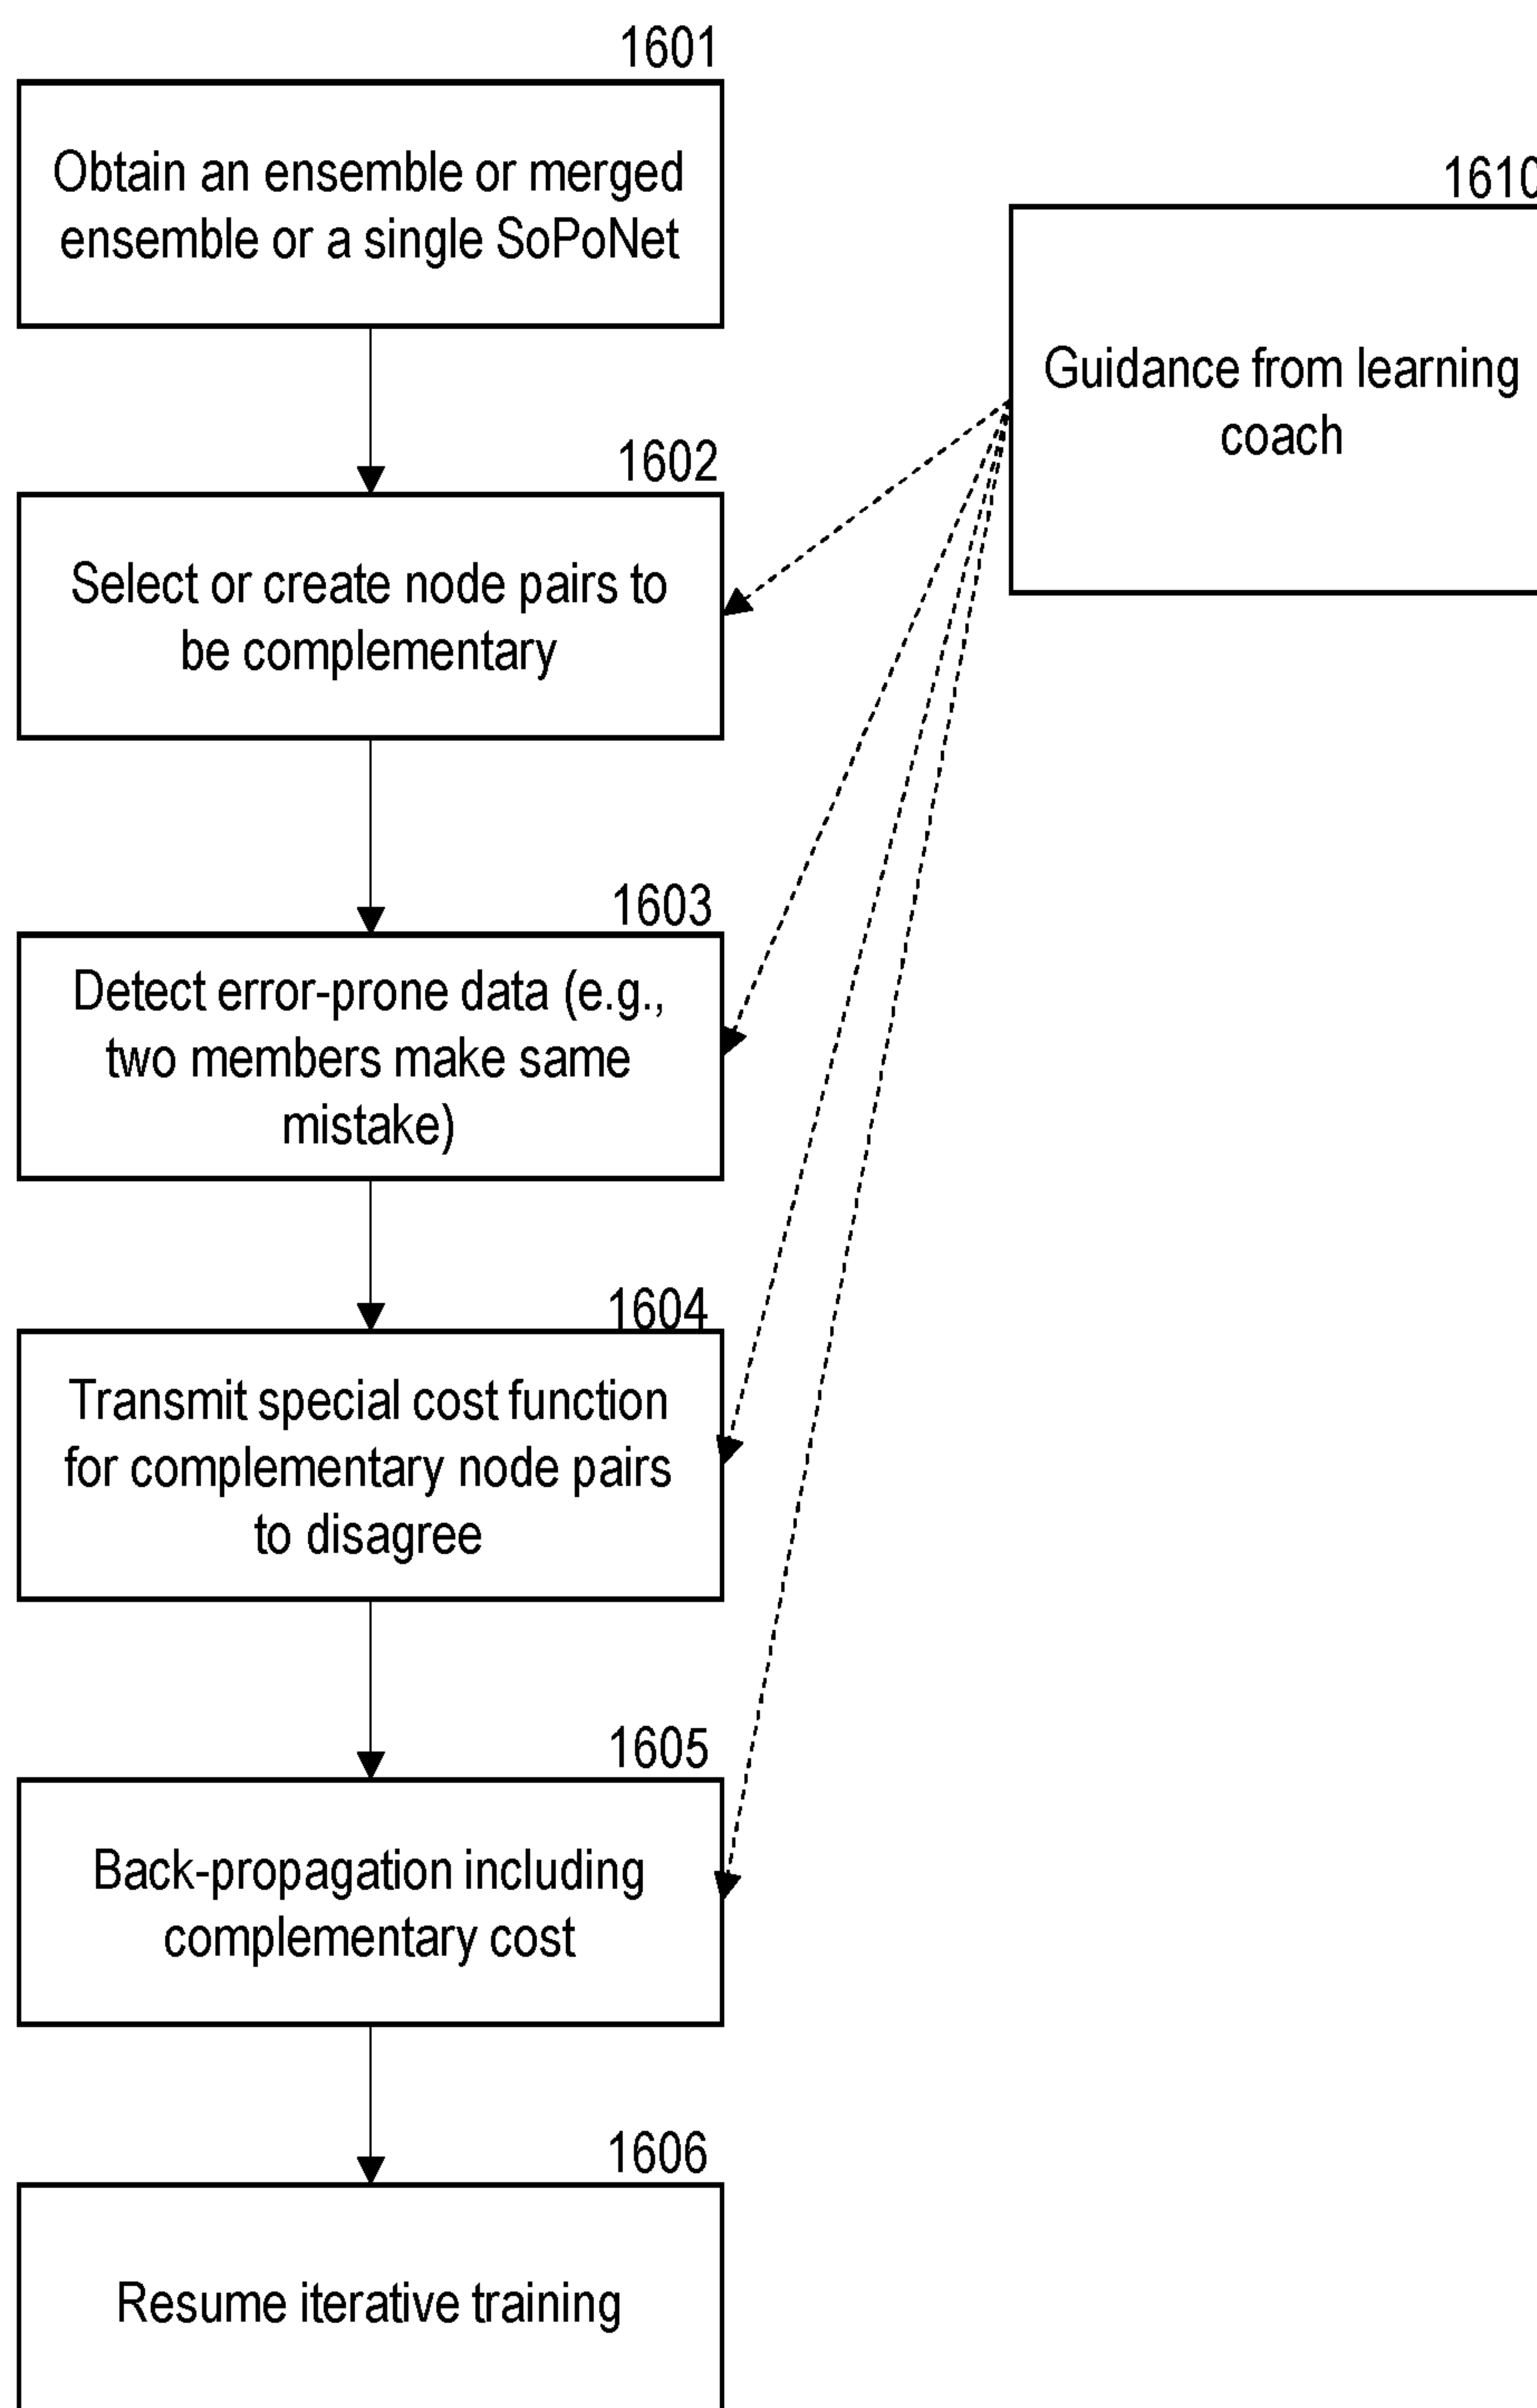 1601
Obtain an ensemble or merged
ensemble or a single SoPoNet
1610
Guidance from learning
coach
1602
Select or create node pairs to
be complementary
1603
Detect error-prone data (e.g.,
two members make same
mistake)
1604
Transmit special cost function
for complementary node pairs
to disagree
1605
Back-propagation including
complementary cost
1606
Resume iterative training